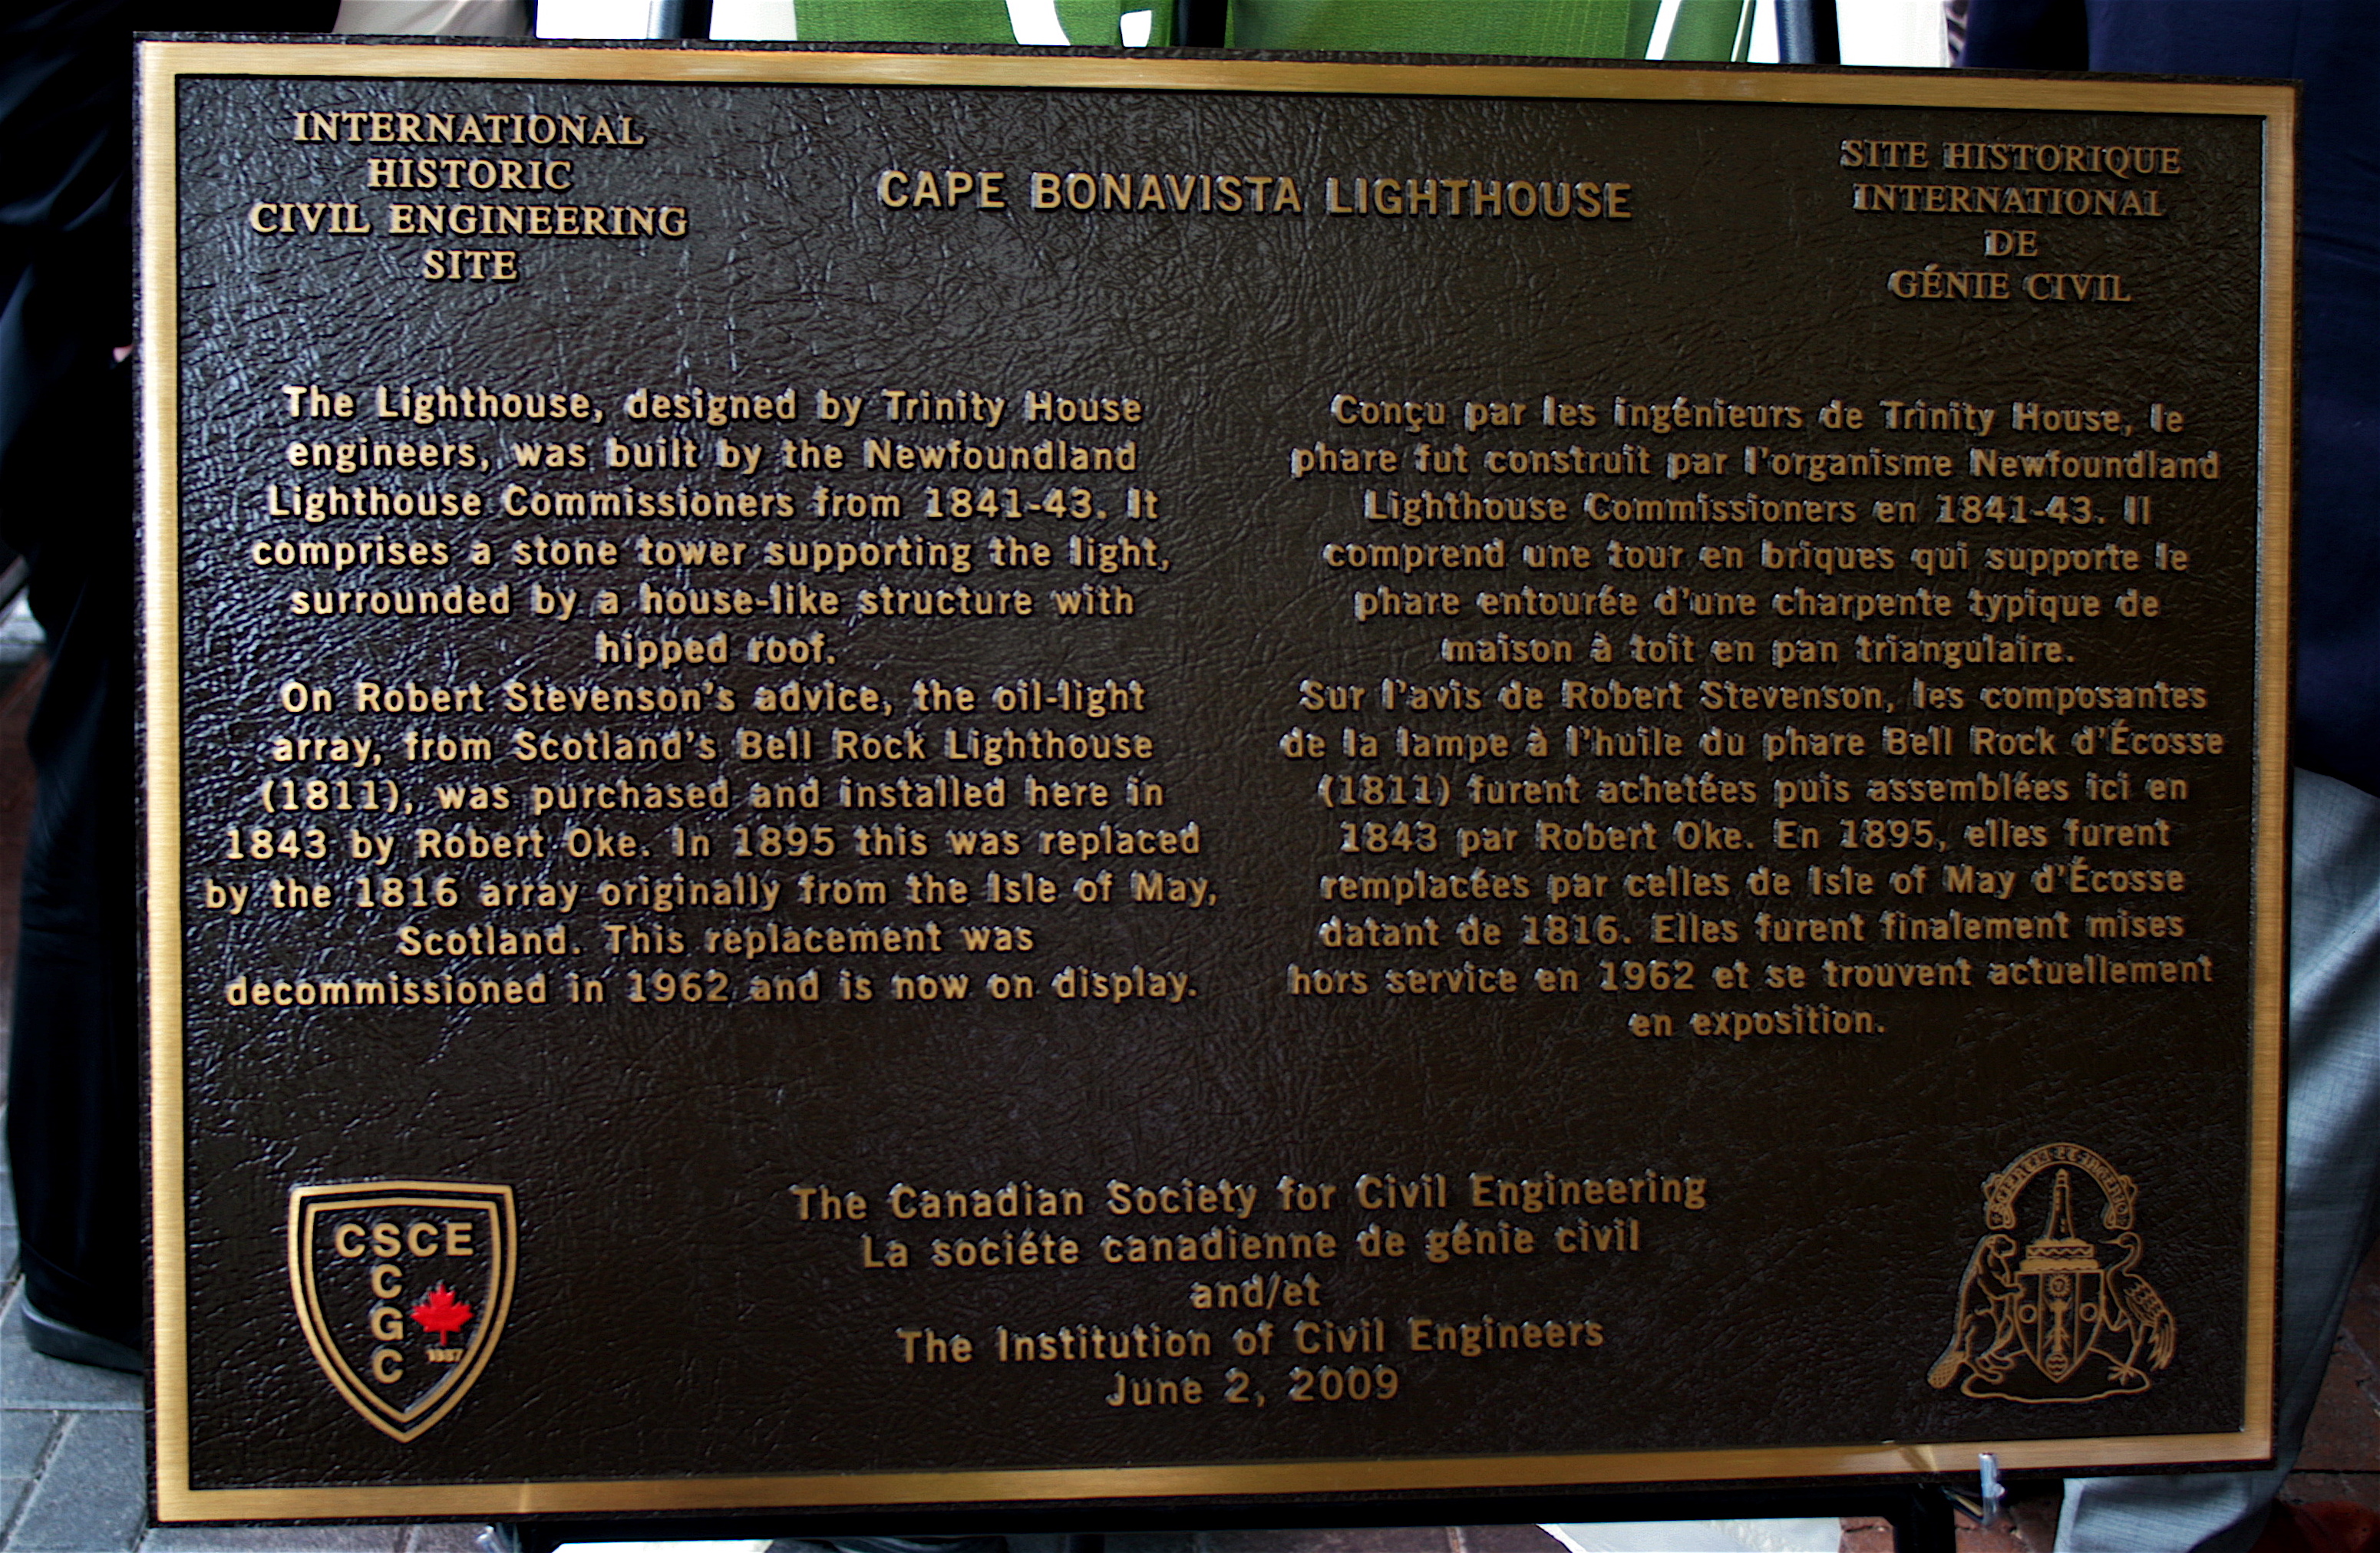 INTERNATIONAL
HISTORIC
CIVIL ENGINEERING
SITE
CAPE BONAVISTA LIGHTHOUSE
SITE HISTORIQUE
INTERNATIONAL
DE
GÉNIE CIVIL
The Lighthouse, designed by Trinity House
engineers, was built by the Newfoundland
Lighthouse Commissioners from 1841-43. It
comprises a stone tower supporting the light,
surrounded by a house-like structure with
hipped roof.
On Robert Stevenson's advice, the oil-light
array, from Scotland's Bell Rock Lighthouse
(1811), was purchased and installed here in
1843 by Robert Oke. In 1895 this was replaced
by the 1816 array originally from the Isle of May,
Scotland. This replacement was
decommissioned in 1962 and is now on display.
Conçu par les ingénieurs de Trinity House, le
phare fut construit par l'organisme Newfoundland
Lighthouse Commissioners en 1841-43. Il
comprend une tour en briques qui supporte le
phare entourée d'une charpente typique de
maison à toit en pan triangulaire.
Sur l'avis de Robert Stevenson, les composantes
de la lampe à l'huile du phare Bell Rock d'Écosse
(1811) furent achetées puis assemblées ici en
1843 par Robert Oke. En 1895, elles furent
remplacées par celles de Isle of May d'Écosse
datant de 1816. Elles furent finalement mises
hors service en 1962 et se trouvent actuellement
en exposition.
CSCE
C
G
C
1887
The Canadian Society for Civil Engineering
La sociéte canadienne de génie civil
and/et
The Institution of Civil Engineers
June 2, 2009